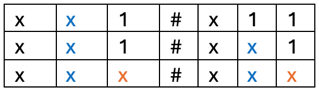 x x 1 # x 1 1
x x 1 # x x 1
x x x # x x x